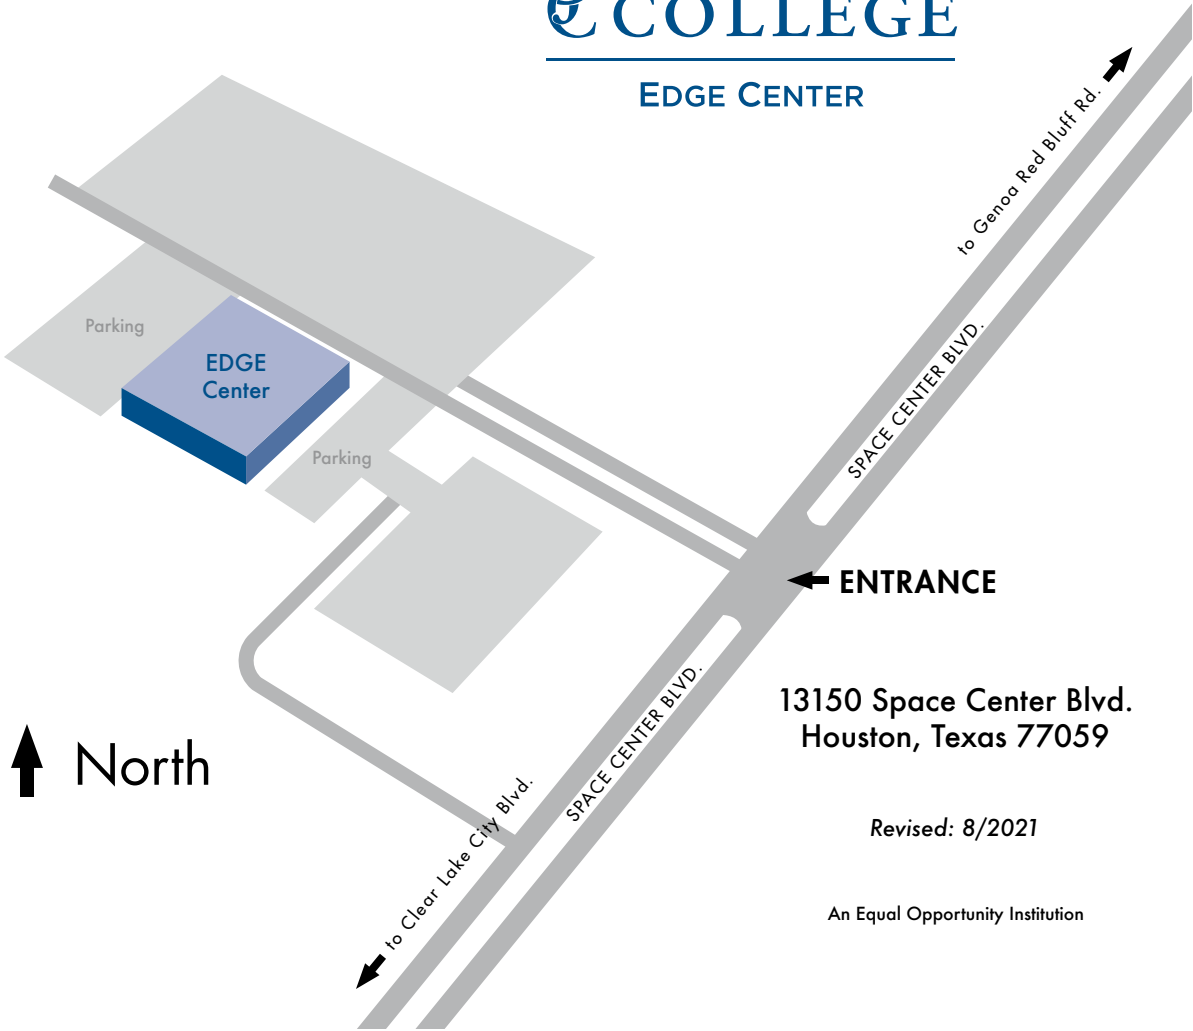 COLLEGE
EDGE CENTER
to Genoa Red Bluff Rd.
Parking
EDGE
Center
SPACE CENTER BLVD.
Parking
ENTRANCE
SPACE CENTER BLVD.
13150 Space Center Blvd.
Houston, Texas 77059
North
to Clear Lake City Blvd.
Revised: 8/2021
An Equal Opportunity Institution